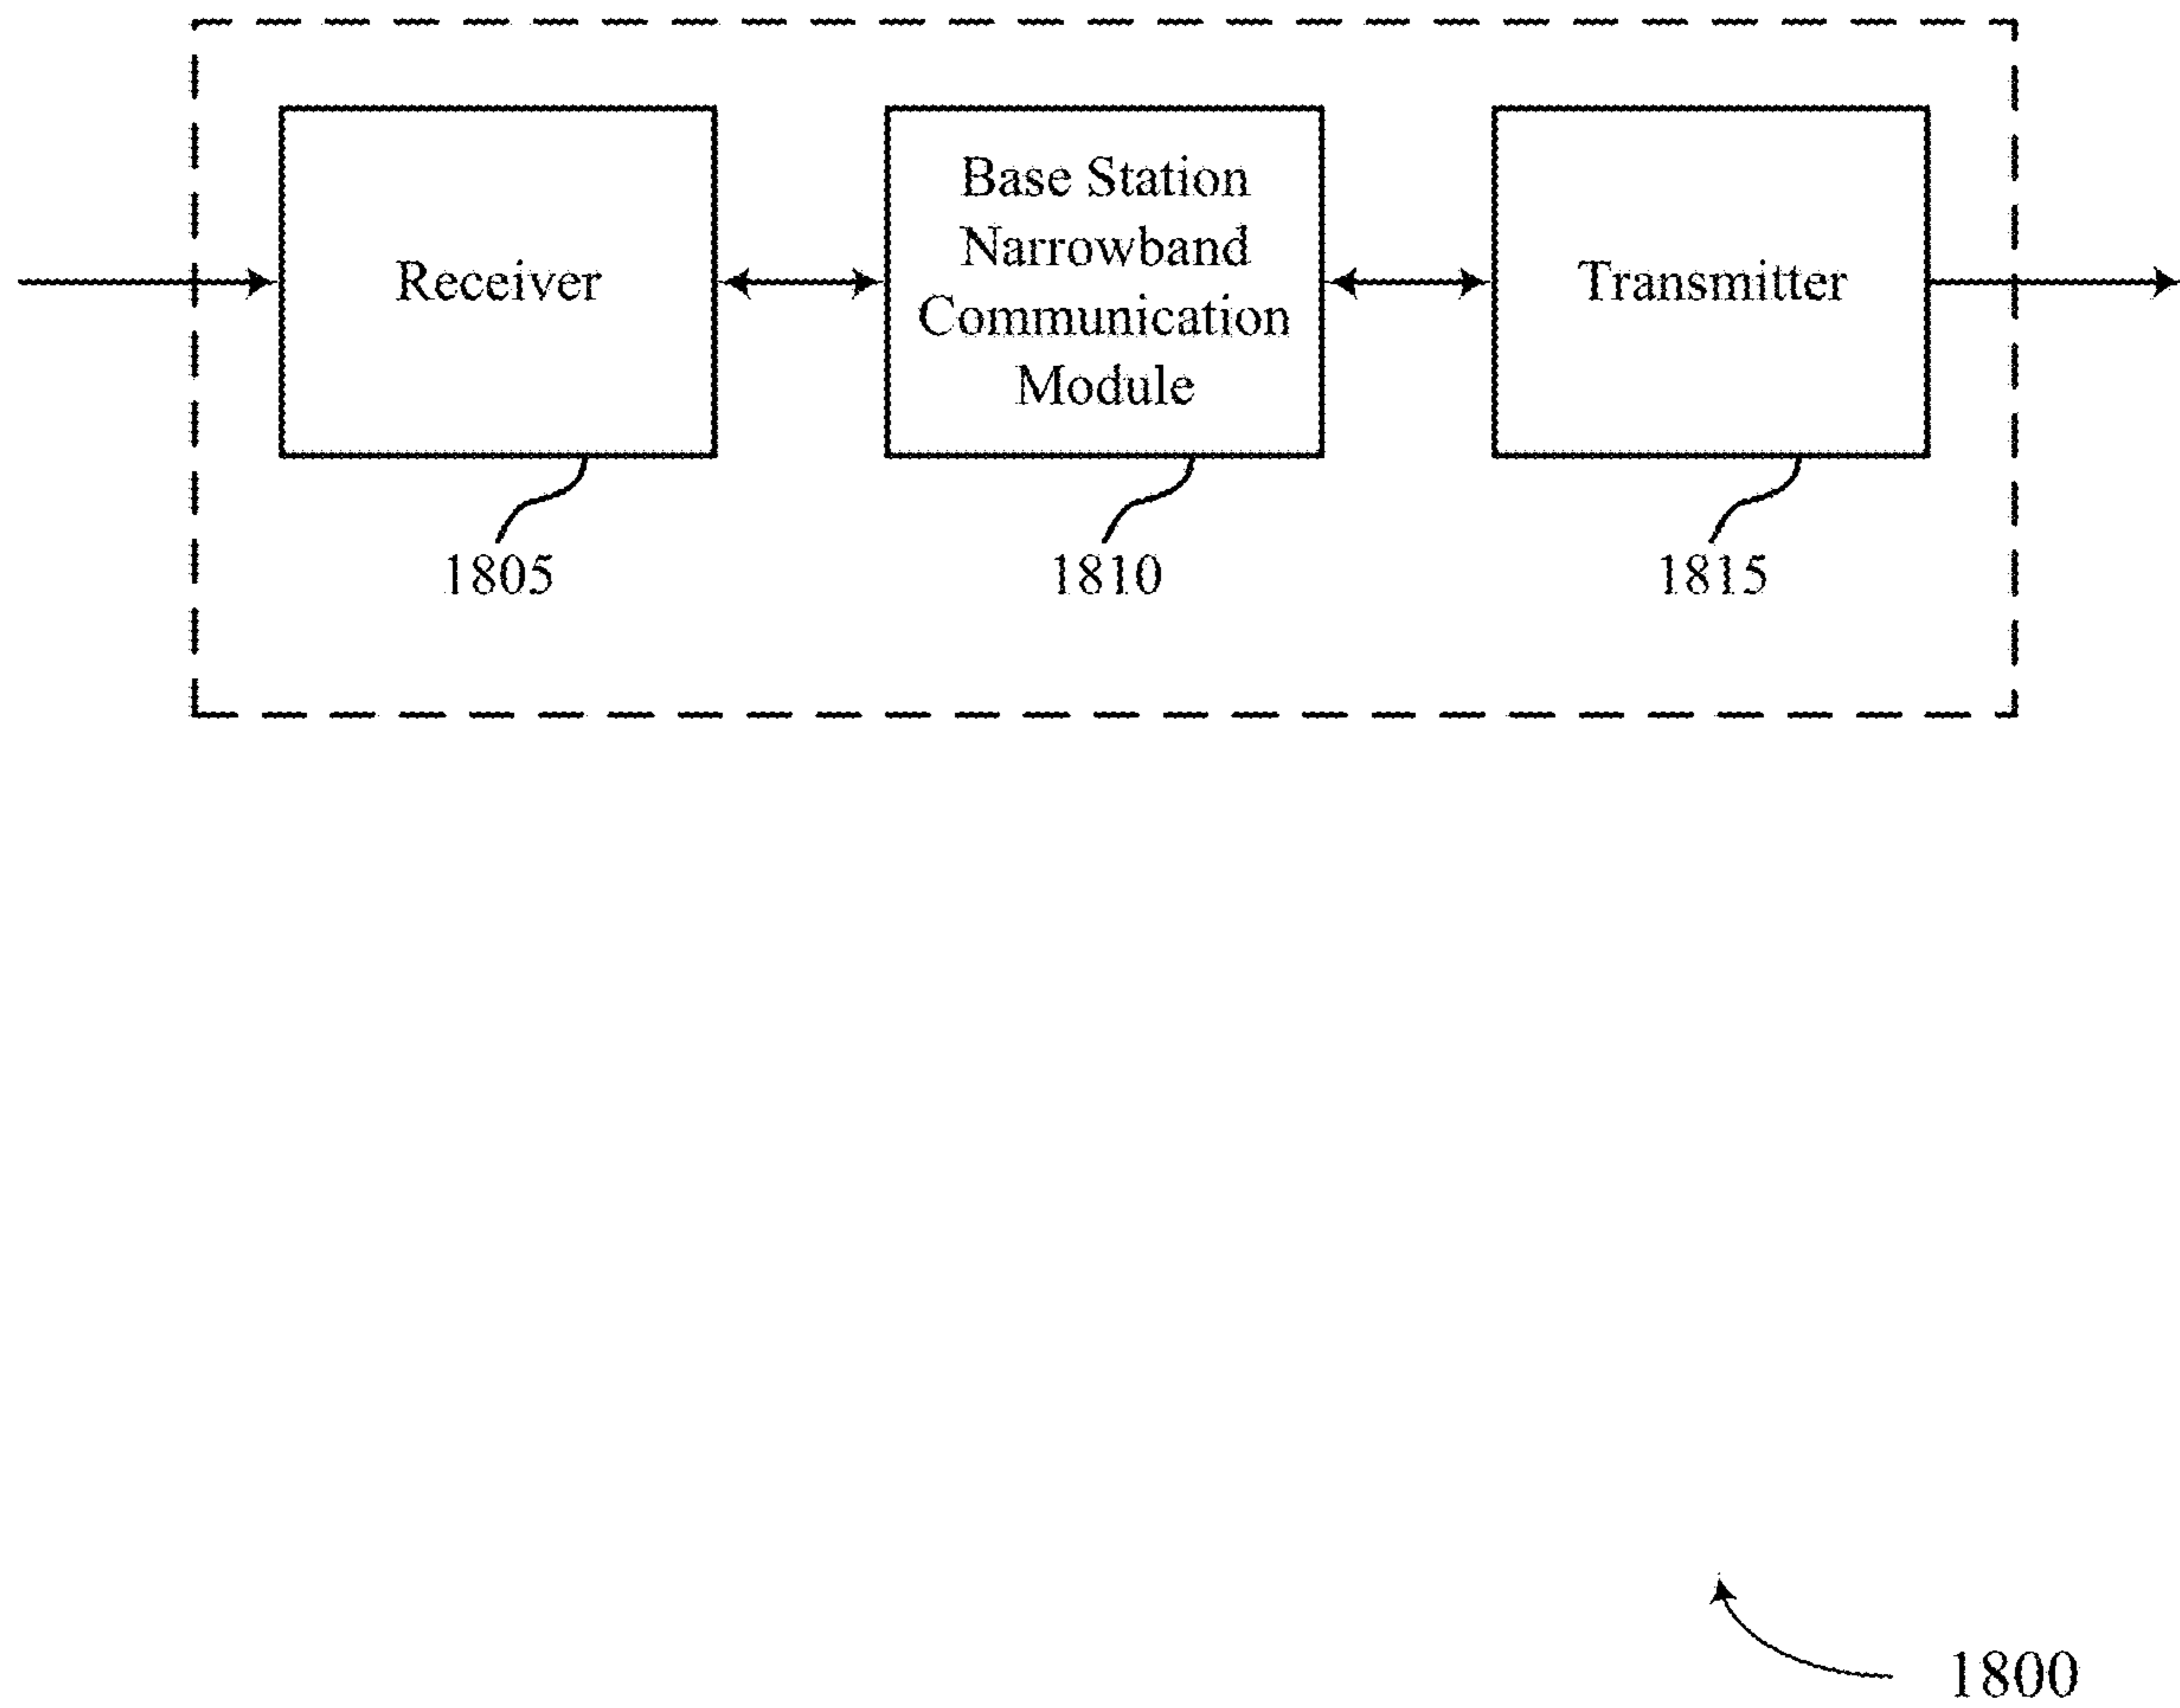 Receiver
Base Station
Narrowband
Communication
Module
Transmitter
1805
1810
1815
1800